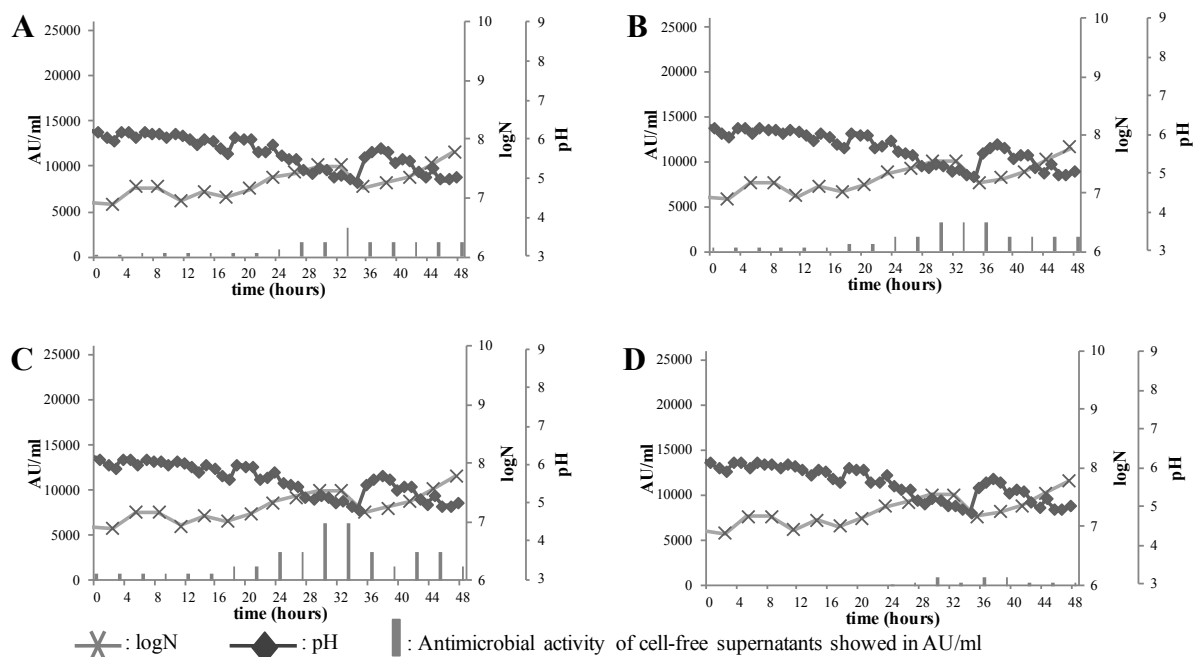 A
25000
20000
15000
10000
5000
0
AU/ml
0 4 8 12 16 20 24 28 32 36 40 44 48
time (hours)
10
9
8
7
6
logN
9
8
7
6
5
4
3
pH
B
25000
20000
15000
10000
5000
0
AU/ml
0 4 8 12 16 20 24 28 32 36 40 44 48
time (hours)
10
9
8
7
6
logN
9
8
7
6
5
4
3
pH
C
25000
20000
15000
10000
5000
0
AU/ml
0 4 8 12 16 20 24 28 32 36 40 44 48
time (hours)
10
9
8
7
6
logN
9
8
7
6
5
4
3
pH
D
25000
20000
15000
10000
5000
0
AU/ml
0 4 8 12 16 20 24 28 32 36 40 44 48
time (hours)
10
9
8
7
6
logN
9
8
7
6
5
4
3
pH
: logN : pH : Antimicrobial activity of cell-free supernatants showed in AU/ml